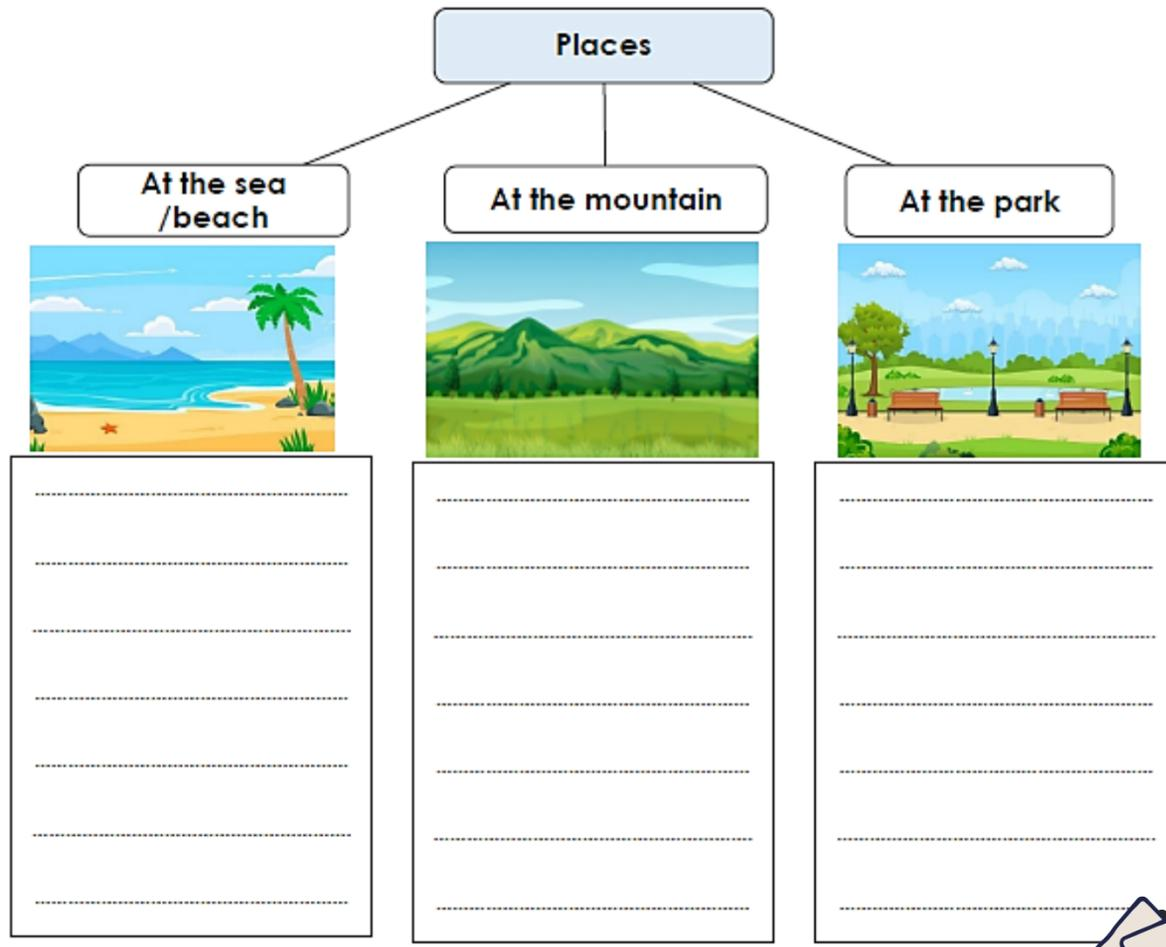 Places
At the sea
/beach
At the mountain
At the park